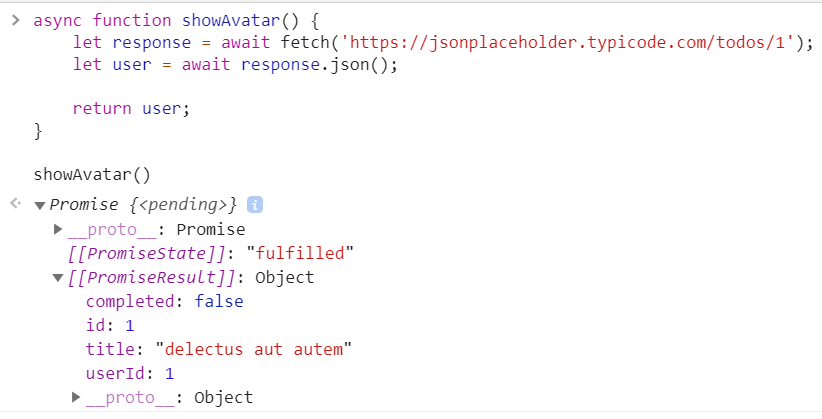 async function showAvatar() {
let response = await fetch('https://jsonplaceholder.typicode.com/todos/1');
let user = await response.json();
return user;
}
showAvatar()
Promise {<pending>} i
__proto__: Promise
[[PromiseState]]: "fulfilled"
[[PromiseResult]]: Object
completed: false
id: 1
title: "delectus aut autem"
userId: 1
__proto__: Object